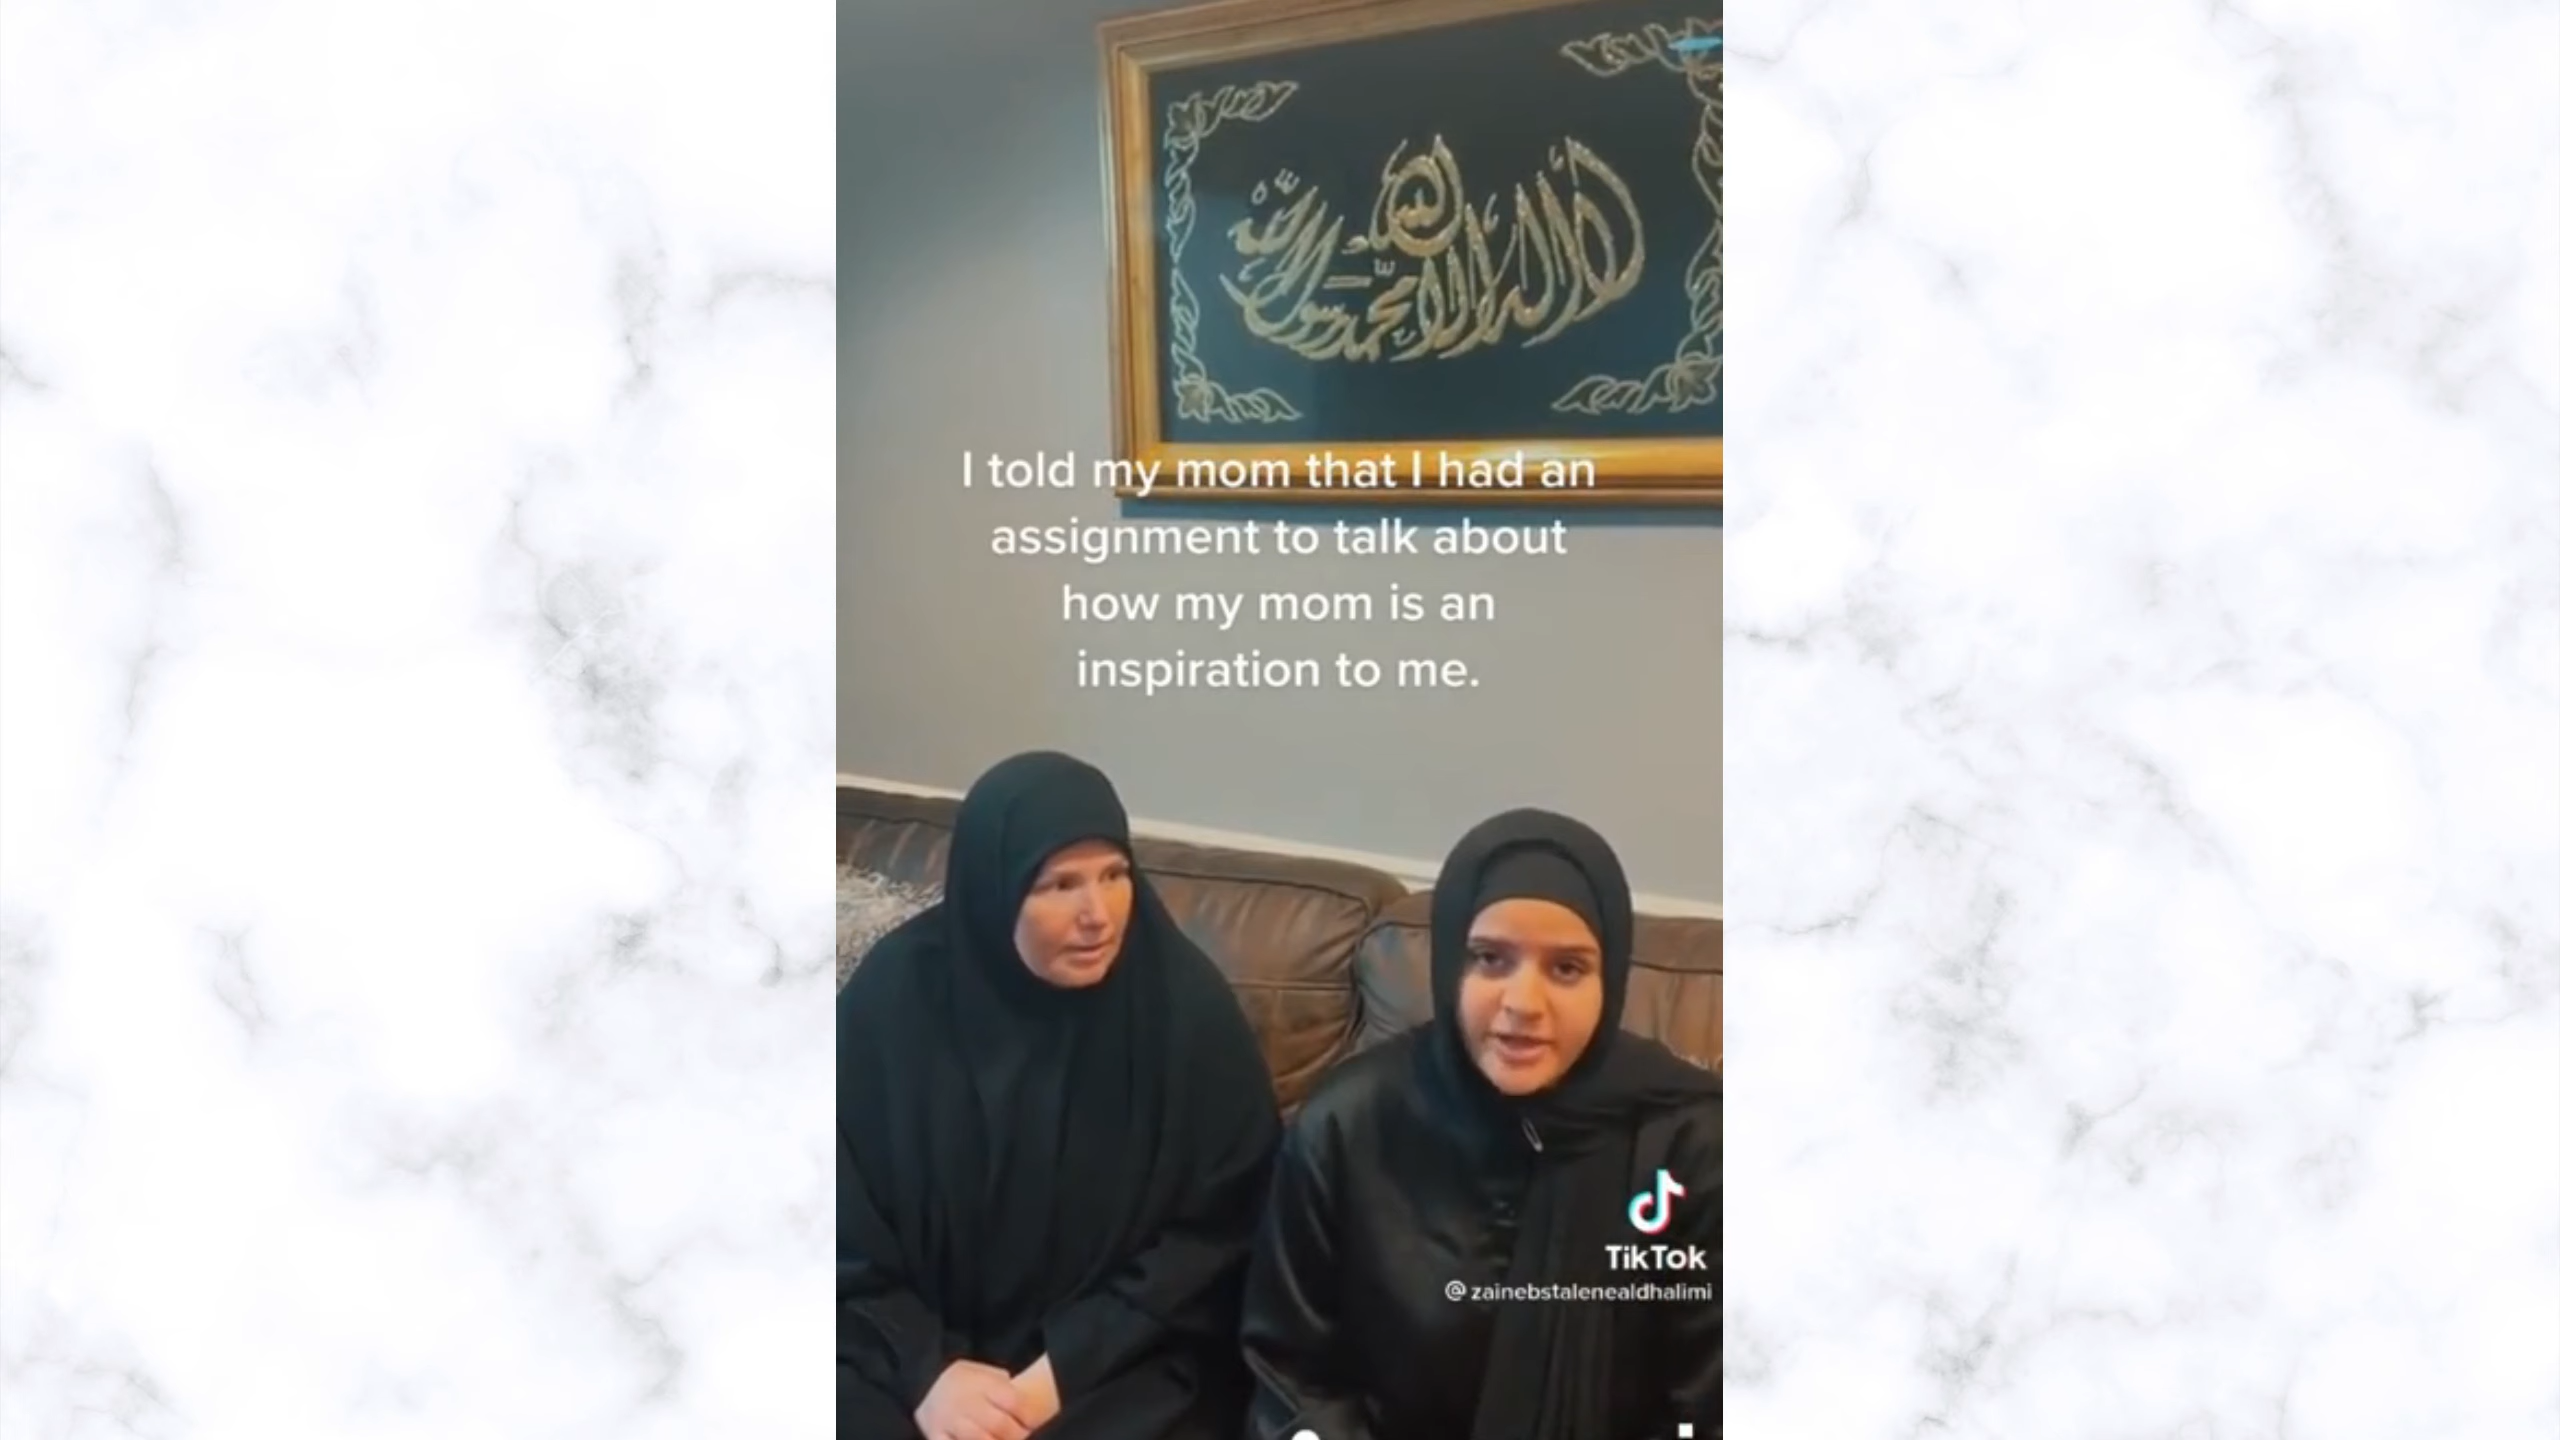 لا إله إلا الله محمد رسول الله
I told my mom that I had an
assignment to talk about
how my mom is an
inspiration to me.
TikTok
@zainebstalenealdhalimi